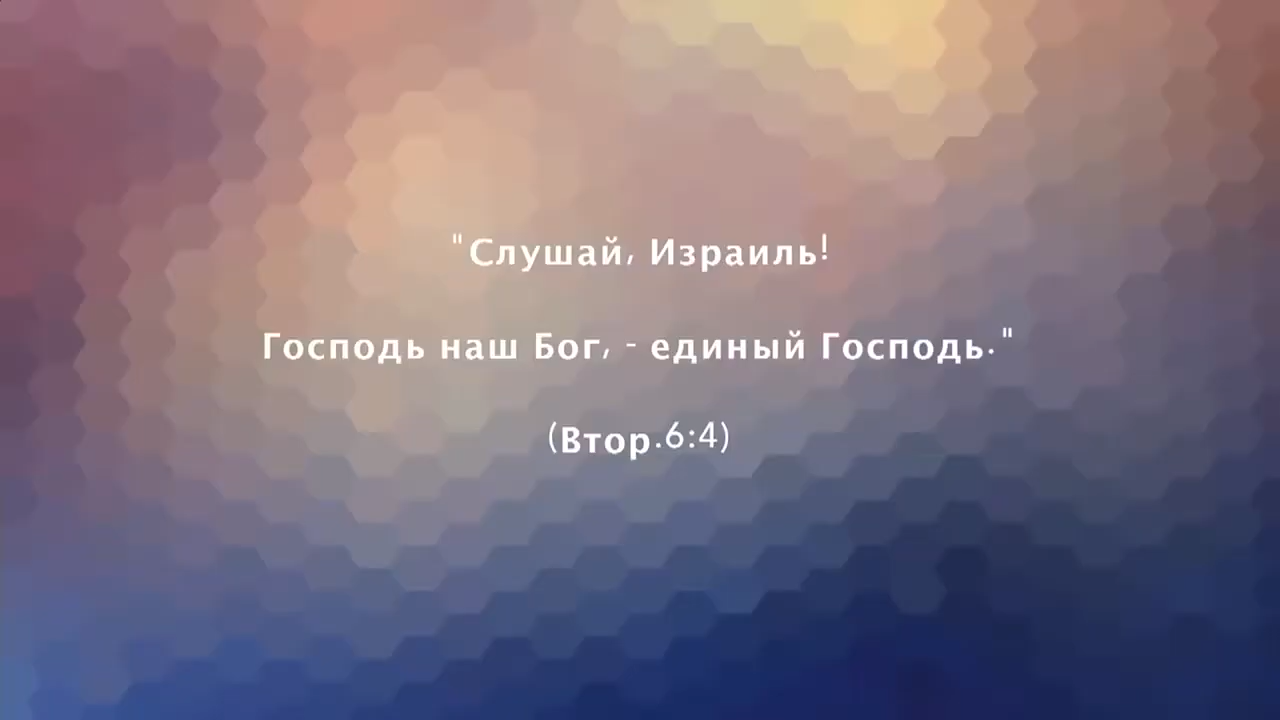 "Слушай, Израиль!
Господь наш Бог, - единый Господь."
(Втор.6:4)